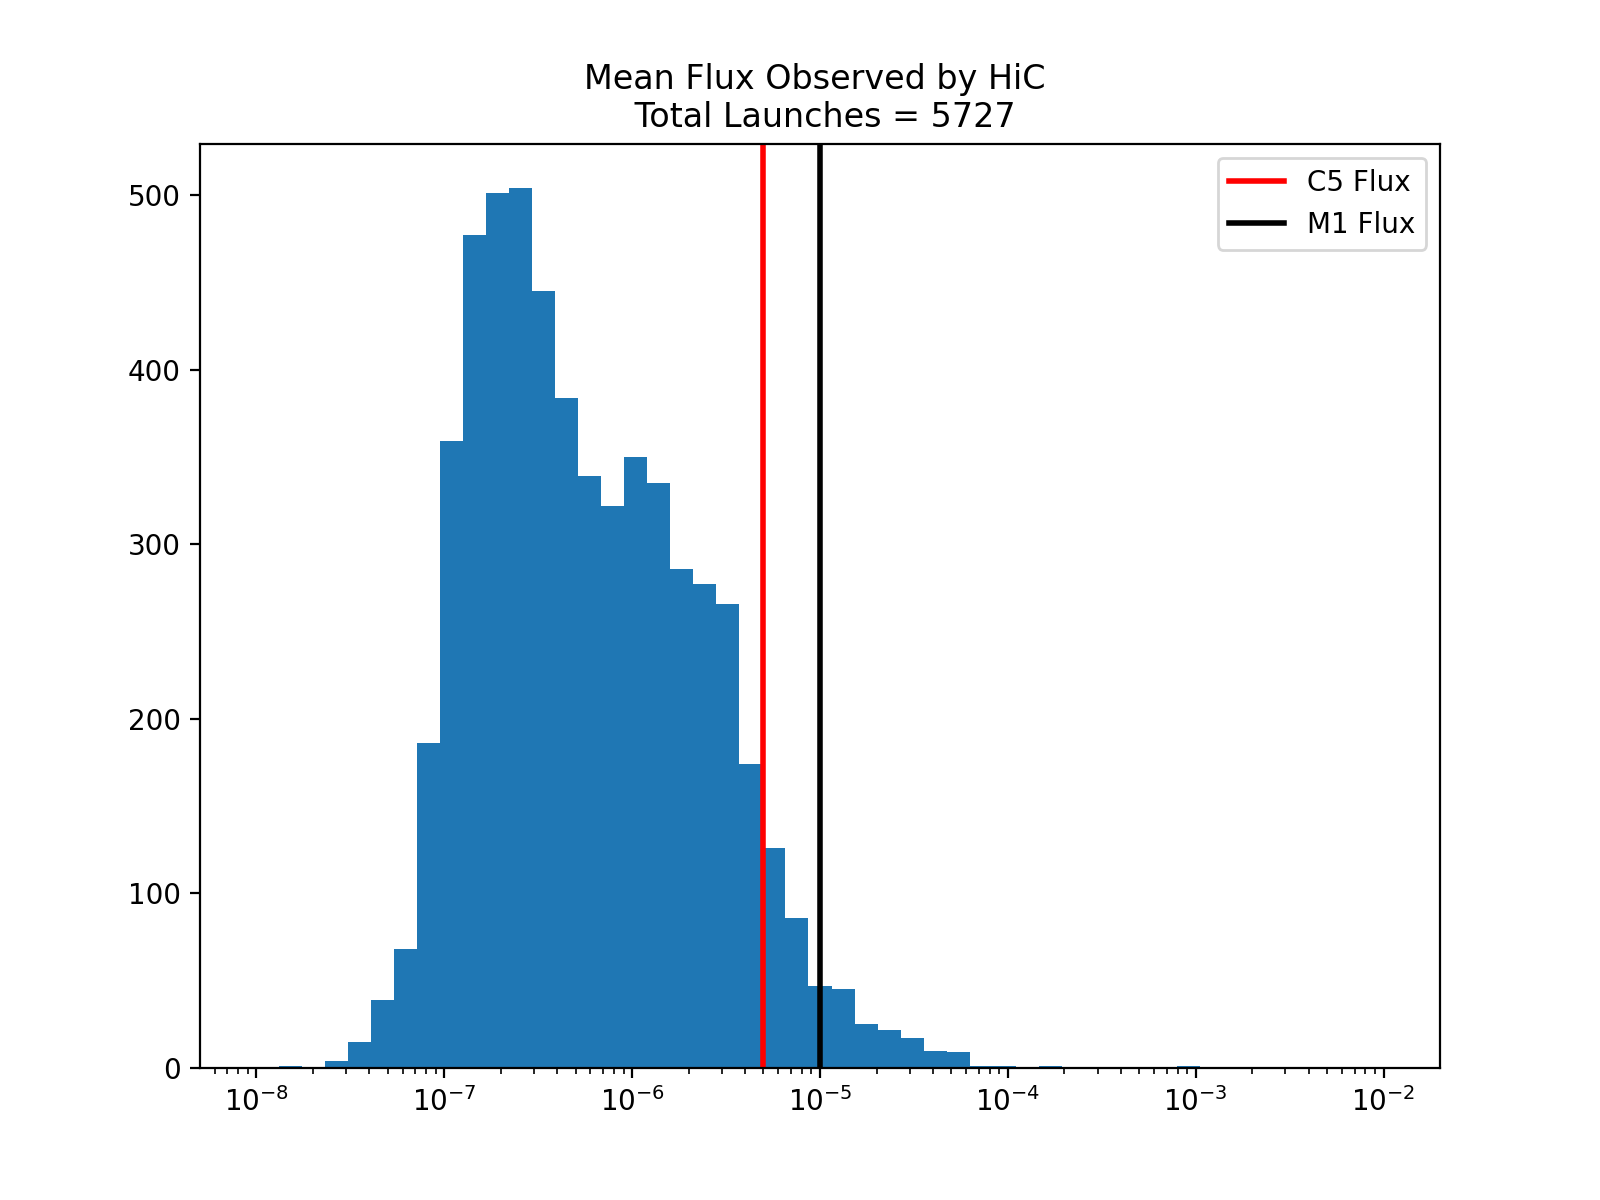 Mean Flux Observed by HiC
Total Launches = 5727
C5 Flux
M1 Flux
500
400
300
200
100
0
10⁻⁸ 10⁻⁷ 10⁻⁶ 10⁻⁵ 10⁻⁴ 10⁻³ 10⁻²